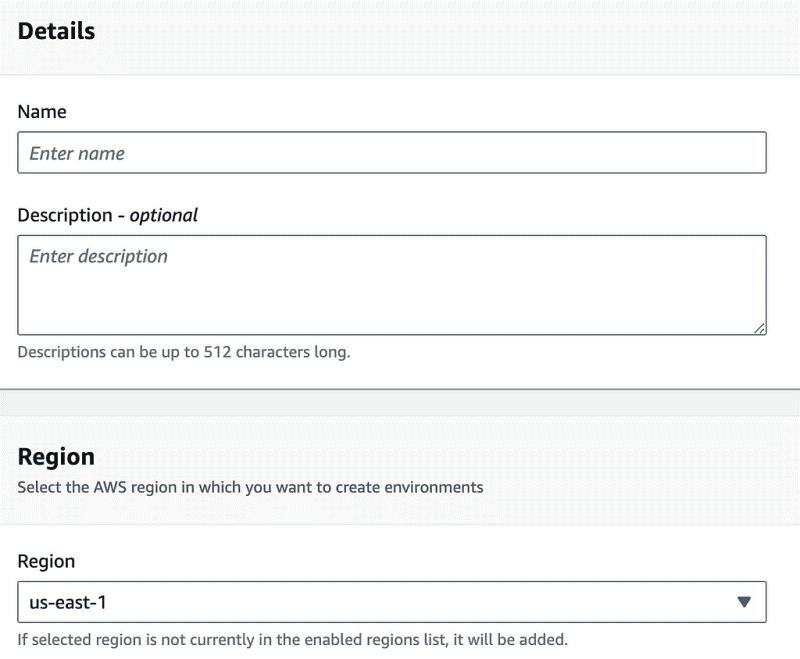 Details
Name
Enter name
Description - optional
Enter description
Descriptions can be up to 512 characters long.
Region
Select the AWS region in which you want to create environments
Region
us-east-1
If selected region is not currently in the enabled regions list, it will be added.